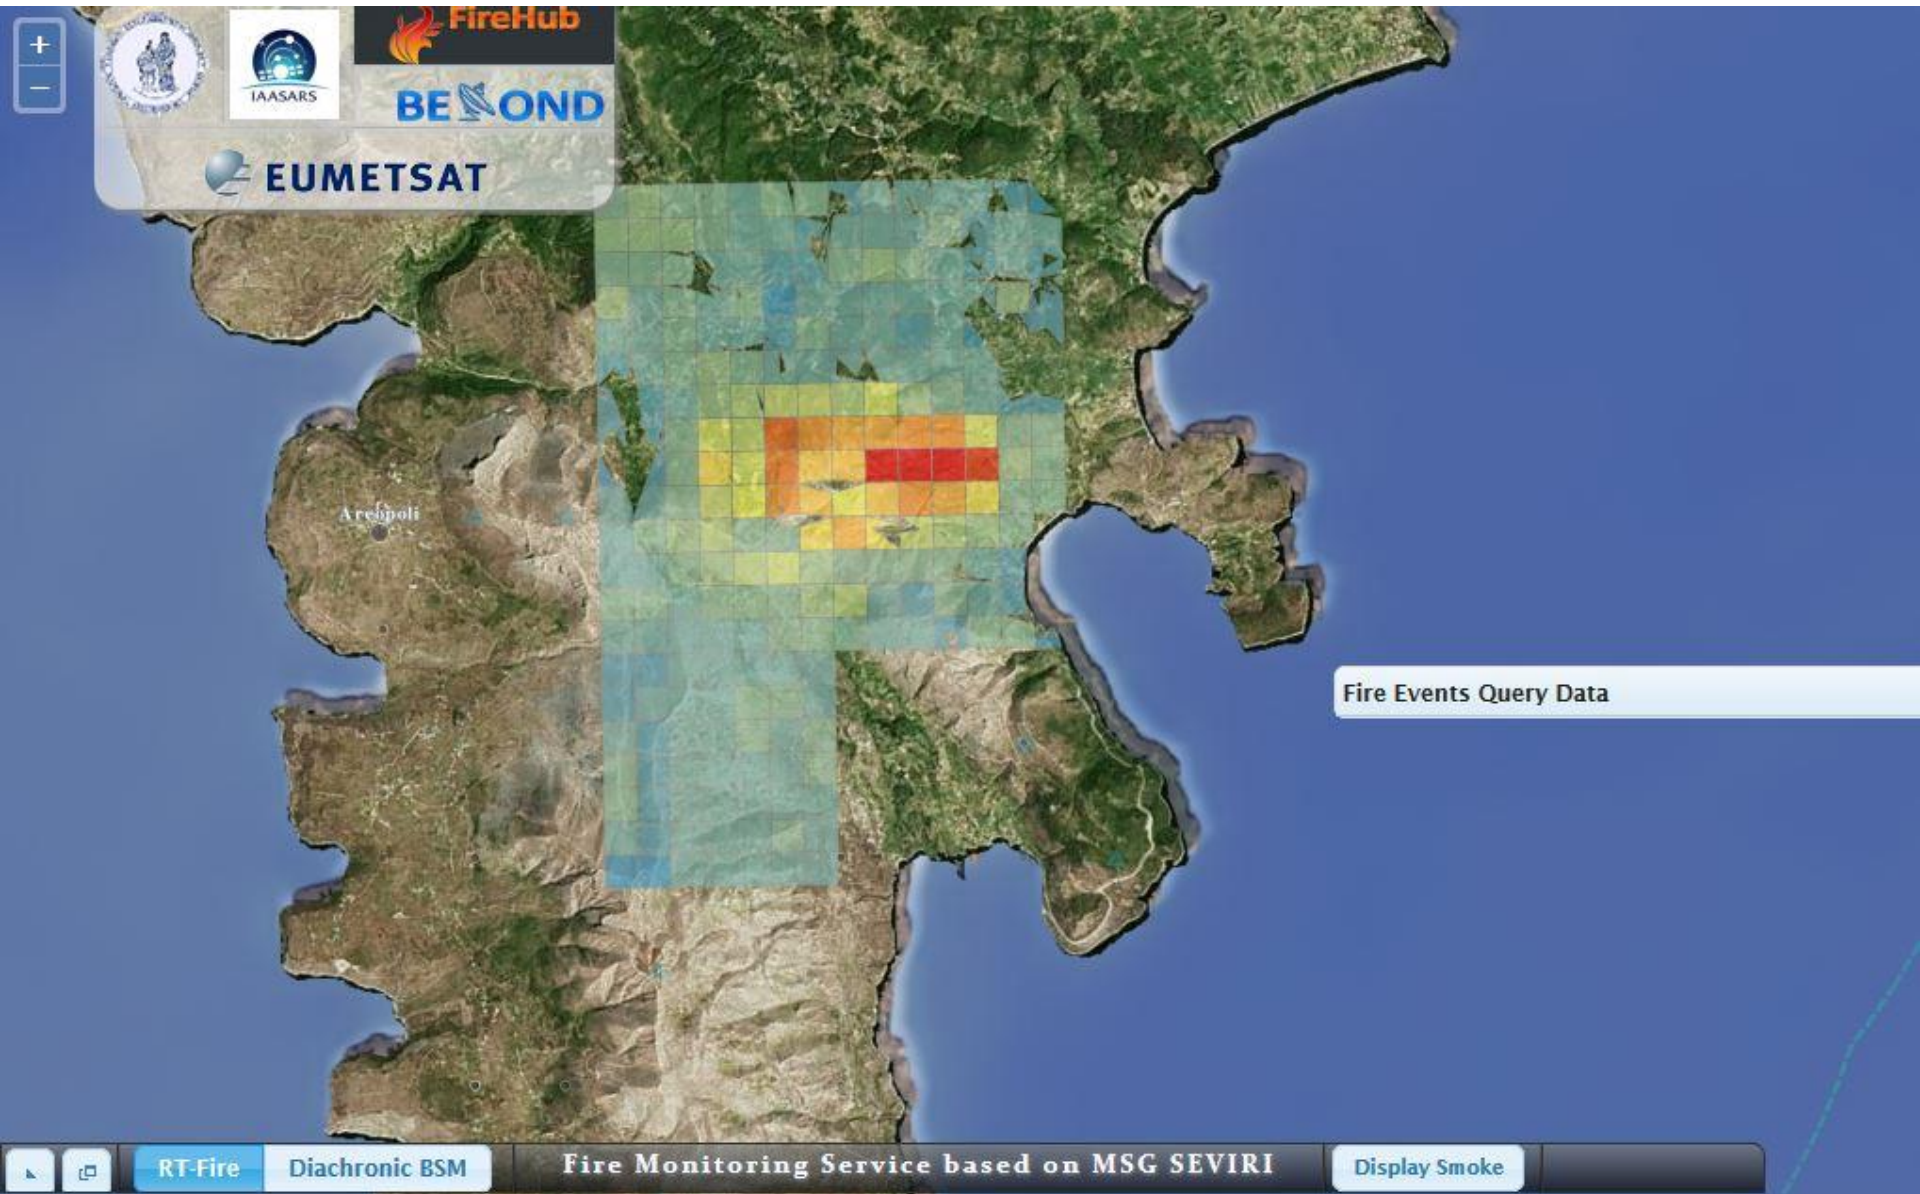 +
FireHub
IAASARS
BEYOND
−
EUMETSAT
Areopoli
Fire Events Query Data
RT-Fire
Diachronic BSM
Fire Monitoring Service based on MSG SEVIRI
Display Smoke